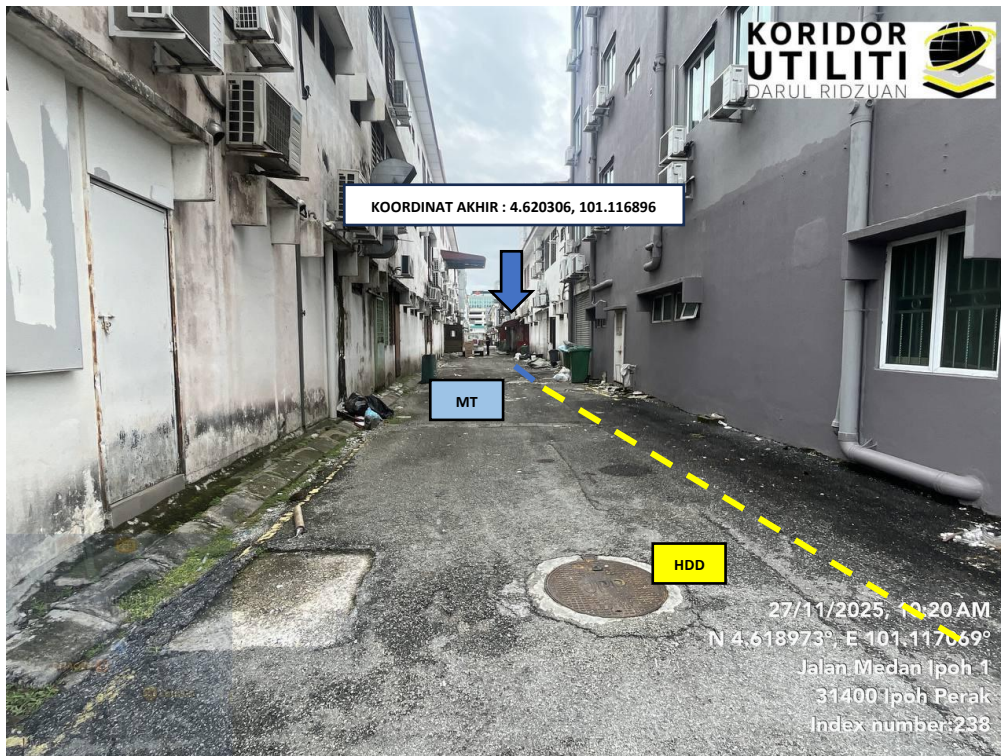 KORIDOR
UTILITI
DARUL RIDZUAN
KOORDINAT AKHIR : 4.620306, 101.116896
MT
HDD
27/11/2025, 10:20 AM
N 4.618973°, E 101.117069°
Jalan Medan Ipoh 1
31400 Ipoh Perak
Index number:238